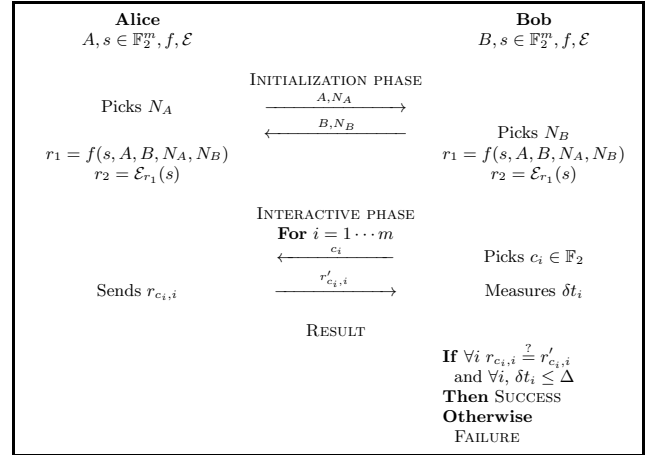 Alice Bob
A, s ∈ 𝔽₂ᵐ, f, ℰ B, s ∈ 𝔽₂ᵐ, f, ℰ
INITIALIZATION PHASE
Picks N_A A,N_A
B,N_B Picks N_B
r₁ = f(s, A, B, N_A, N_B) r₁ = f(s, A, B, N_A, N_B)
r₂ = ℰ_{r₁}(s) r₂ = ℰ_{r₁}(s)
INTERACTIVE PHASE
For i = 1 ··· m
c_i Picks c_i ∈ 𝔽₂
Sends r_{c_i,i} r′_{c_i,i} Measures δt_i
RESULT
If ∀i r_{c_i,i} =? r′_{c_i,i}
and ∀i, δt_i ≤ Δ
Then SUCCESS
Otherwise
FAILURE